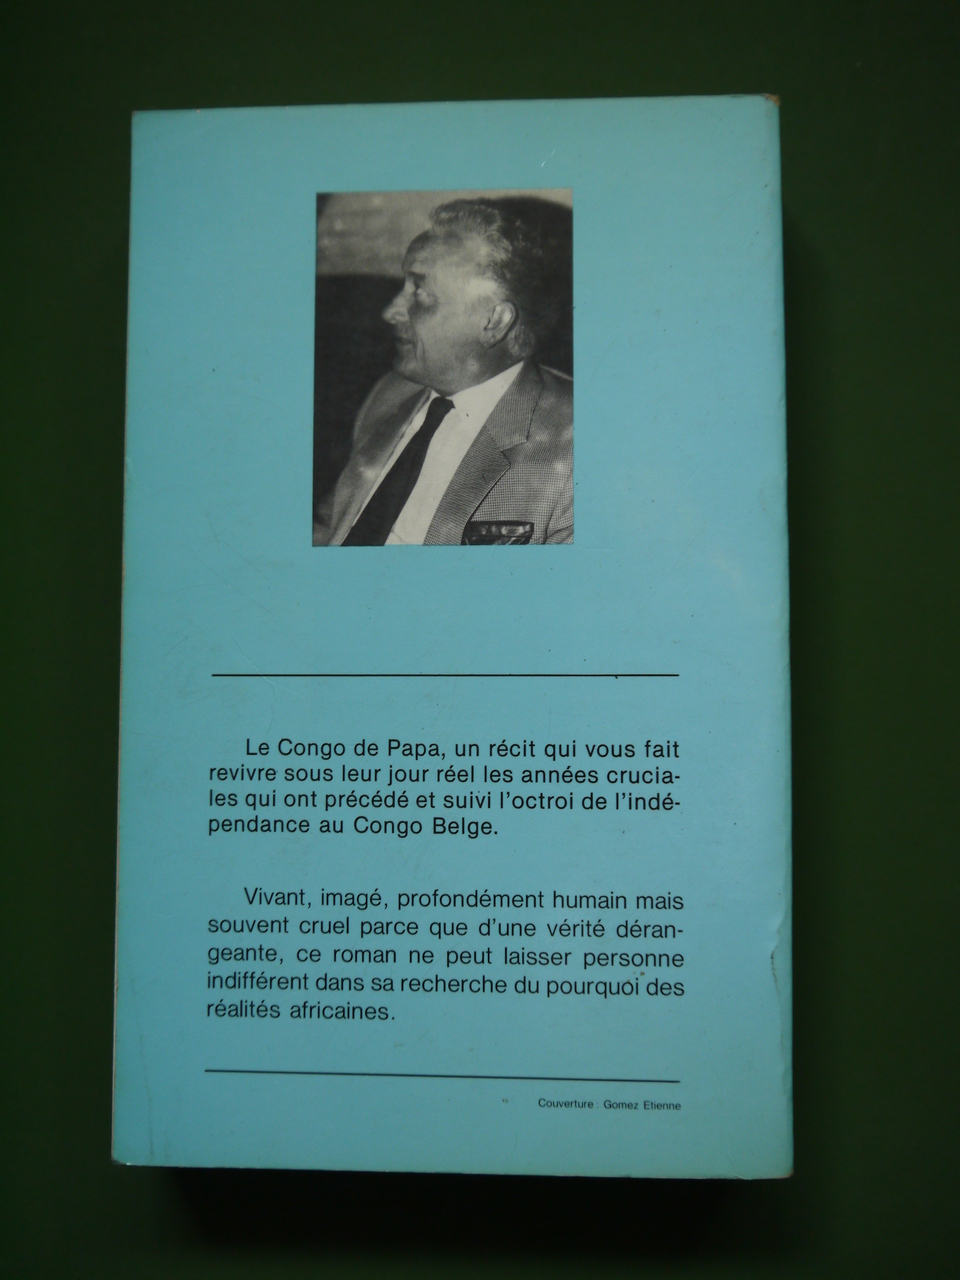 Le Congo de Papa, un récit qui vous fait
revivre sous leur jour réel les années crucia-
les qui ont précédé et suivi l'octroi de l'indé-
pendance au Congo Belge.
Vivant, imagé, profondément humain mais
souvent cruel parce que d'une vérité déran-
geante, ce roman ne peut laisser personne
indifférent dans sa recherche du pourquoi des
réalités africaines.
Couverture : Gomez Etienne